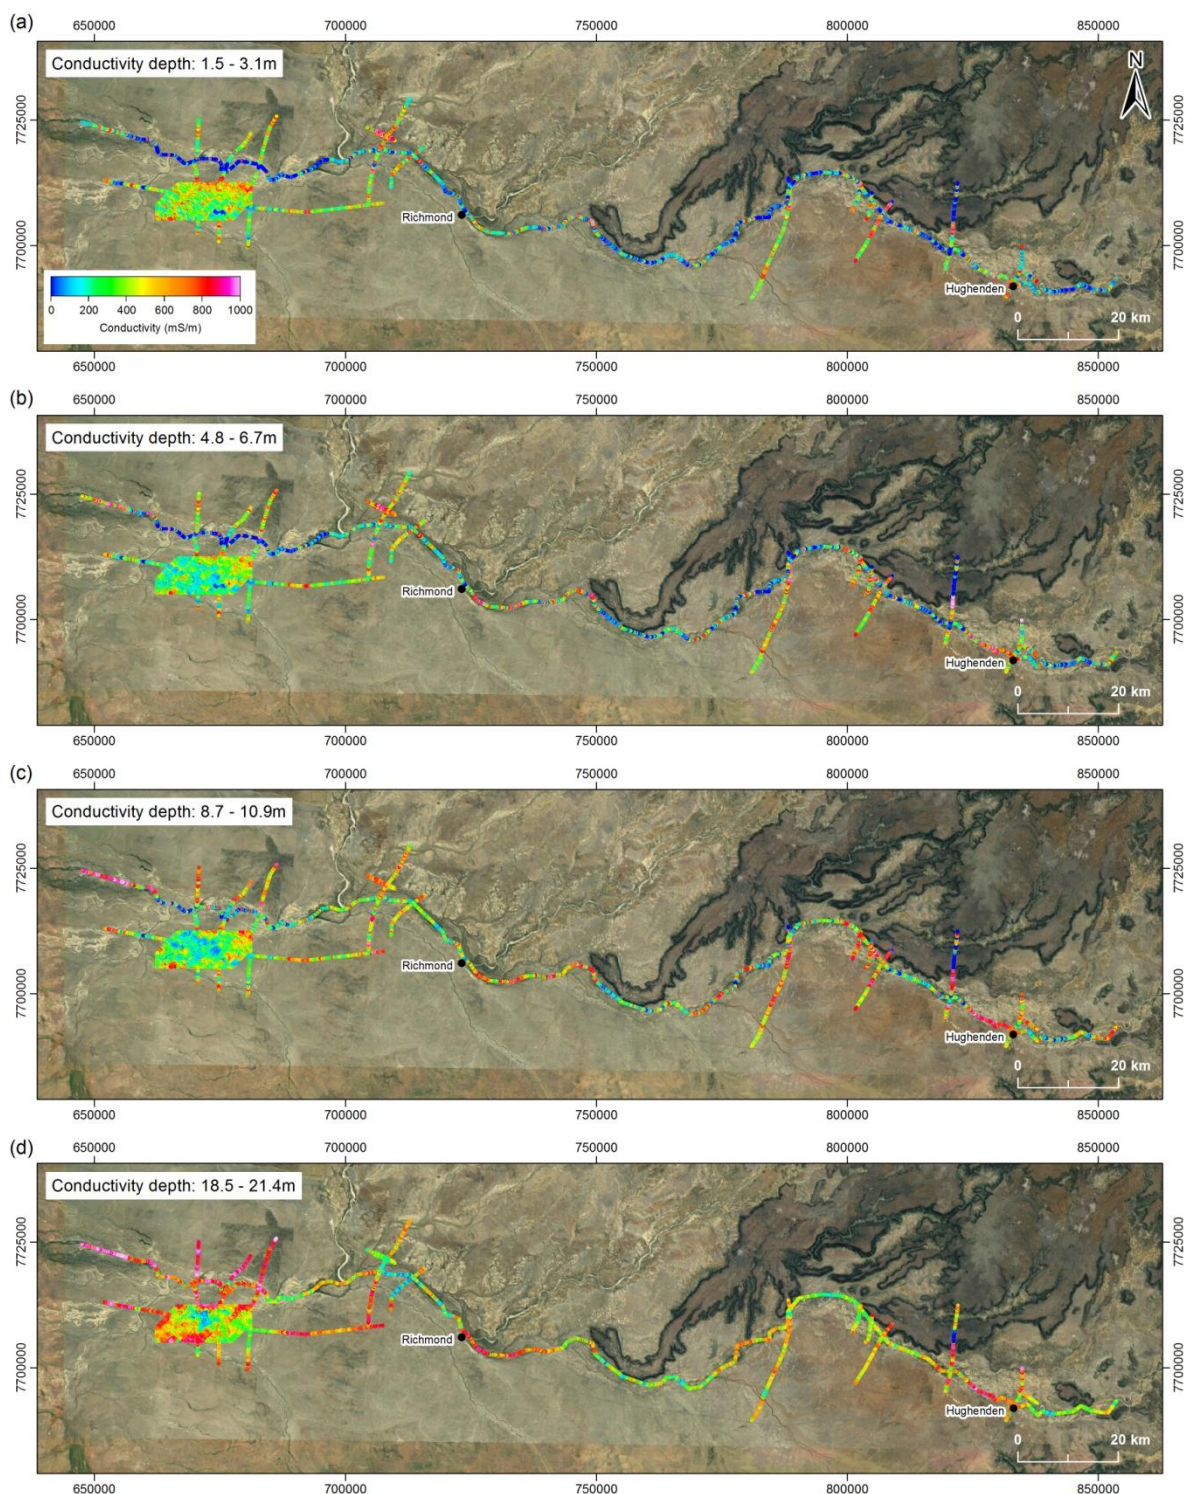 (a)
650000 700000 750000 800000 850000
Conductivity depth: 1.5 - 3.1m
N
7725000 7725000
7700000 7700000
Richmond
Hughenden
0 200 400 600 800 1000
Conductivity (mS/m)
0 20 km
650000 700000 750000 800000 850000
(b)
650000 700000 750000 800000 850000
Conductivity depth: 4.8 - 6.7m
7725000 7725000
7700000 7700000
Richmond
Hughenden
0 20 km
650000 700000 750000 800000 850000
(c)
650000 700000 750000 800000 850000
Conductivity depth: 8.7 - 10.9m
7725000 7725000
7700000 7700000
Richmond
Hughenden
0 20 km
650000 700000 750000 800000 850000
(d)
650000 700000 750000 800000 850000
Conductivity depth: 18.5 - 21.4m
7725000 7725000
7700000 7700000
Richmond
Hughenden
0 20 km
650000 700000 750000 800000 850000